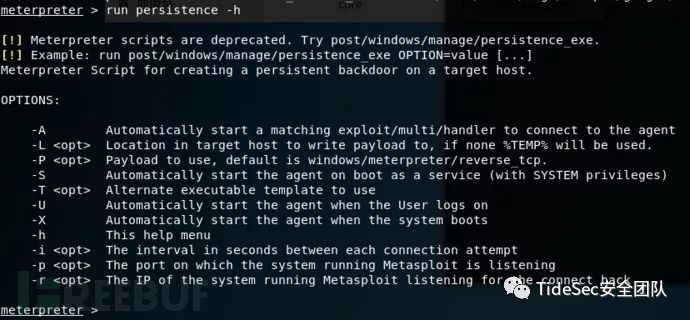 meterpreter > run persistence -h
[!] Meterpreter scripts are deprecated. Try post/windows/manage/persistence_exe.
[!] Example: run post/windows/manage/persistence_exe OPTION=value [...]
Meterpreter Script for creating a persistent backdoor on a target host.
OPTIONS:
-A Automatically start a matching exploit/multi/handler to connect to the agent
-L <opt> Location in target host to write payload to, if none %TEMP% will be used.
-P <opt> Payload to use, default is windows/meterpreter/reverse_tcp.
-S Automatically start the agent on boot as a service (with SYSTEM privileges)
-T <opt> Alternate executable template to use
-U Automatically start the agent when the User logs on
-X Automatically start the agent when the system boots
-h This help menu
-i <opt> The interval in seconds between each connection attempt
-p <opt> The port on which the system running Metasploit is listening
-r <opt> The IP of the system running Metasploit listening for the connect back
meterpreter >
FREEBUF
TideSec安全团队